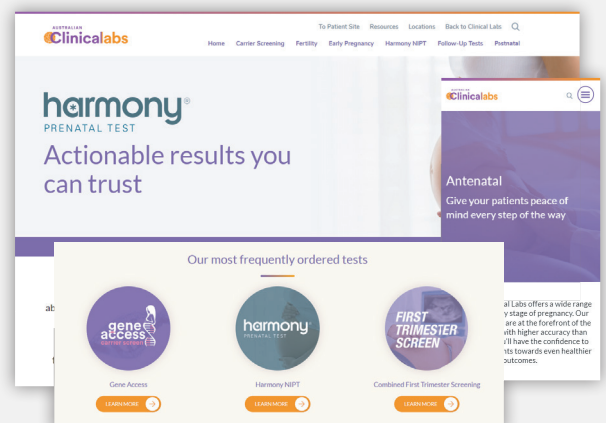 AUSTRALIAN
Clinicalabs
To Patient Site Resources Locations Back to Clinical Labs
Home Carrier Screening Fertility Early Pregnancy Harmony NIPT Follow-Up Tests Postnatal
harmony®
PRENATAL TEST
Actionable results you
can trust
Clinicalabs
Antenatal
Give your patients peace of
mind every step of the way
Our most frequently ordered tests
gene
access
carrier screen
harmony
PRENATAL TEST
FIRST
TRIMESTER
SCREEN
Gene Access
Harmony NIPT
Combined First Trimester Screening
LEARN MORE
LEARN MORE
LEARN MORE
al Labs offers a wide range
y stage of pregnancy. Our
are at the forefront of the
with higher accuracy than
'll have the confidence to
nts towards even healthier
outcomes.
ab